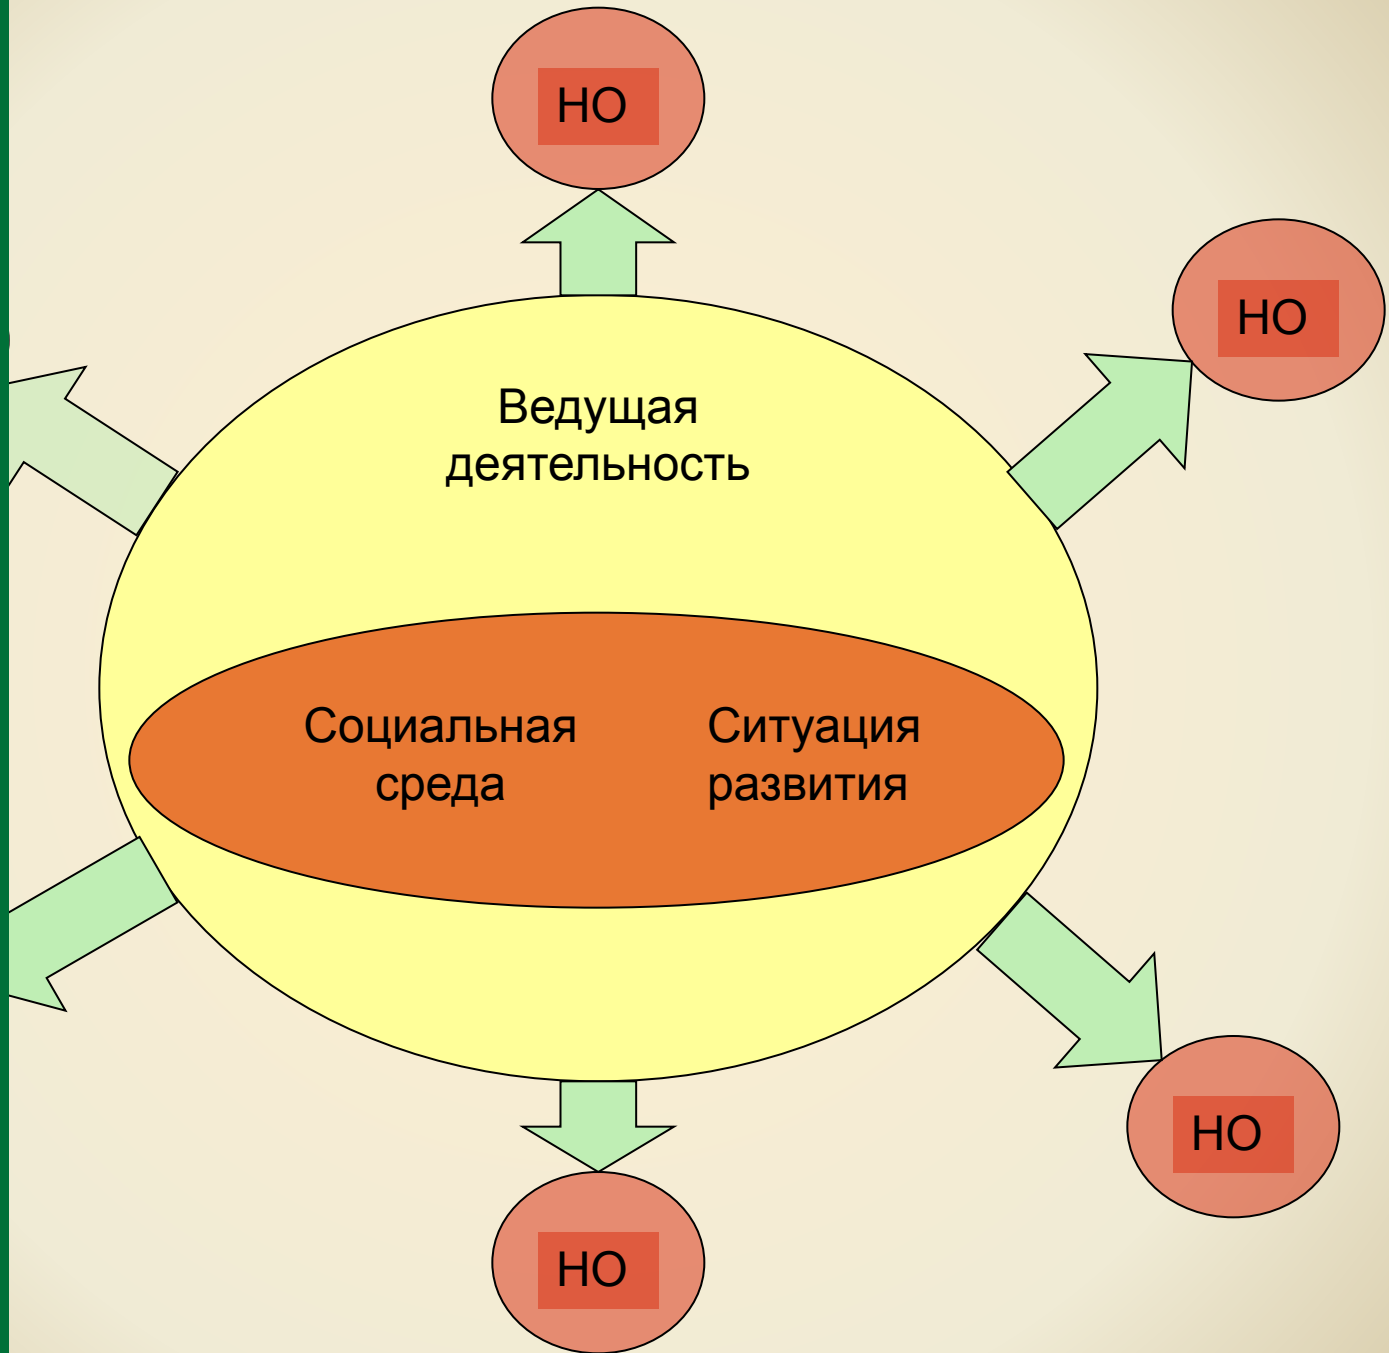 НО
НО
Ведущая
деятельность
Социальная
среда
Ситуация
развития
НО
НО